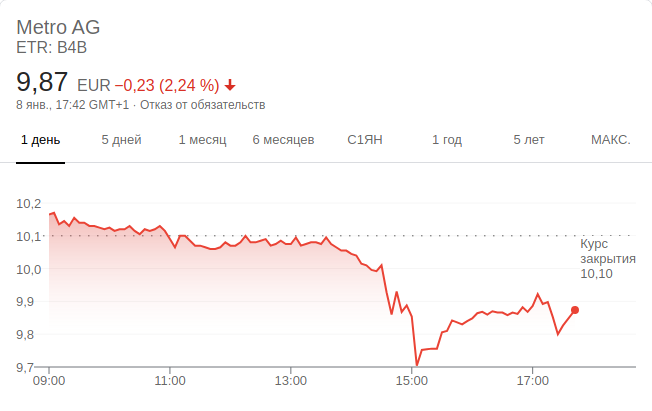 Metro AG
ETR: B4B
9,87 EUR −0,23 (2,24 %)
8 янв., 17:42 GMT+1 · Отказ от обязательств
1 день 5 дней 1 месяц 6 месяцев С1ЯН 1 год 5 лет МАКС.
10,2
10,1
10,0
9,9
9,8
9,7
Курс
закрытия
10,10
09:00 11:00 13:00 15:00 17:00